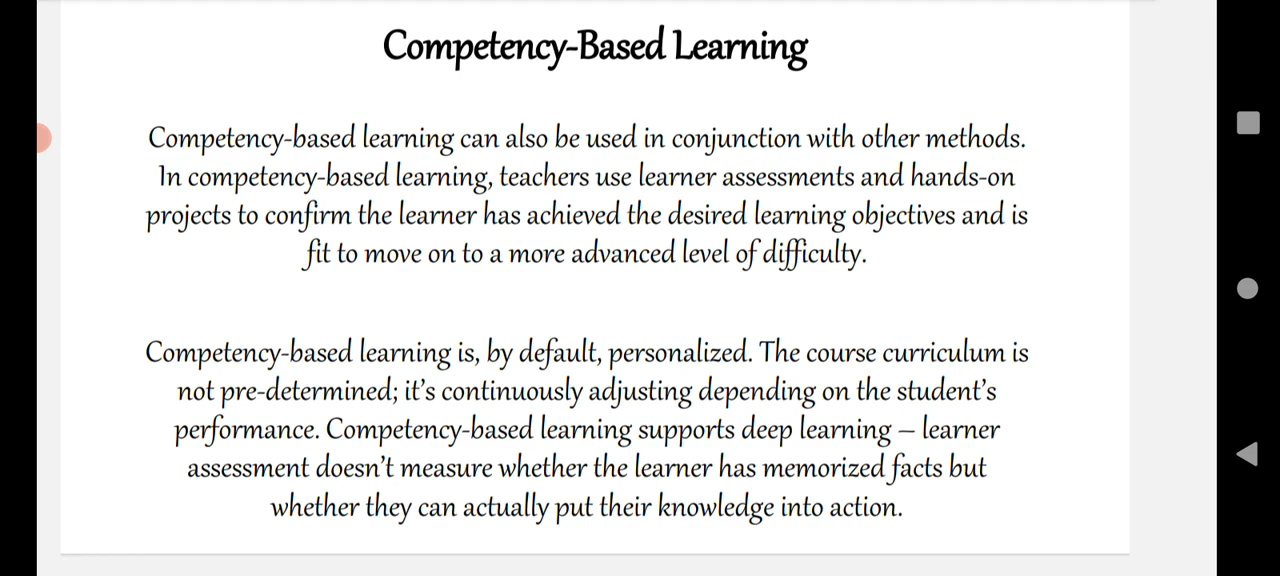 Competency-Based Learning
Competency-based learning can also be used in conjunction with other methods.
In competency-based learning, teachers use learner assessments and hands-on
projects to confirm the learner has achieved the desired learning objectives and is
fit to move on to a more advanced level of difficulty.
Competency-based learning is, by default, personalized. The course curriculum is
not pre-determined; it’s continuously adjusting depending on the student’s
performance. Competency-based learning supports deep learning – learner
assessment doesn’t measure whether the learner has memorized facts but
whether they can actually put their knowledge into action.